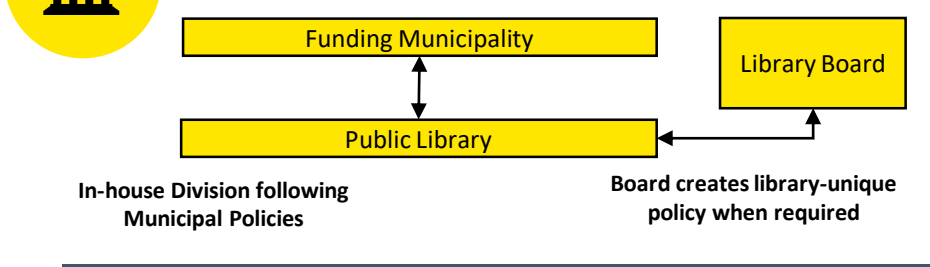 Funding Municipality
Library Board
Public Library
In-house Division following
Municipal Policies
Board creates library-unique
policy when required